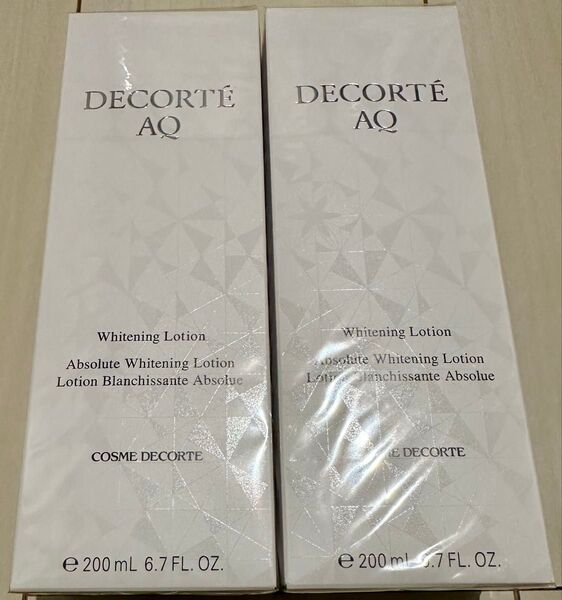 DECORTÉ
AQ
Whitening Lotion
Absolute Whitening Lotion
Lotion Blanchissante Absolue
COSME DECORTE
℮ 200 mL 6.7 FL. OZ.
DECORTÉ
AQ
Whitening Lotion
Absolute Whitening Lotion
Lotion Blanchissante Absolue
DECORTE
℮ 200 mL 6.7 FL. OZ.